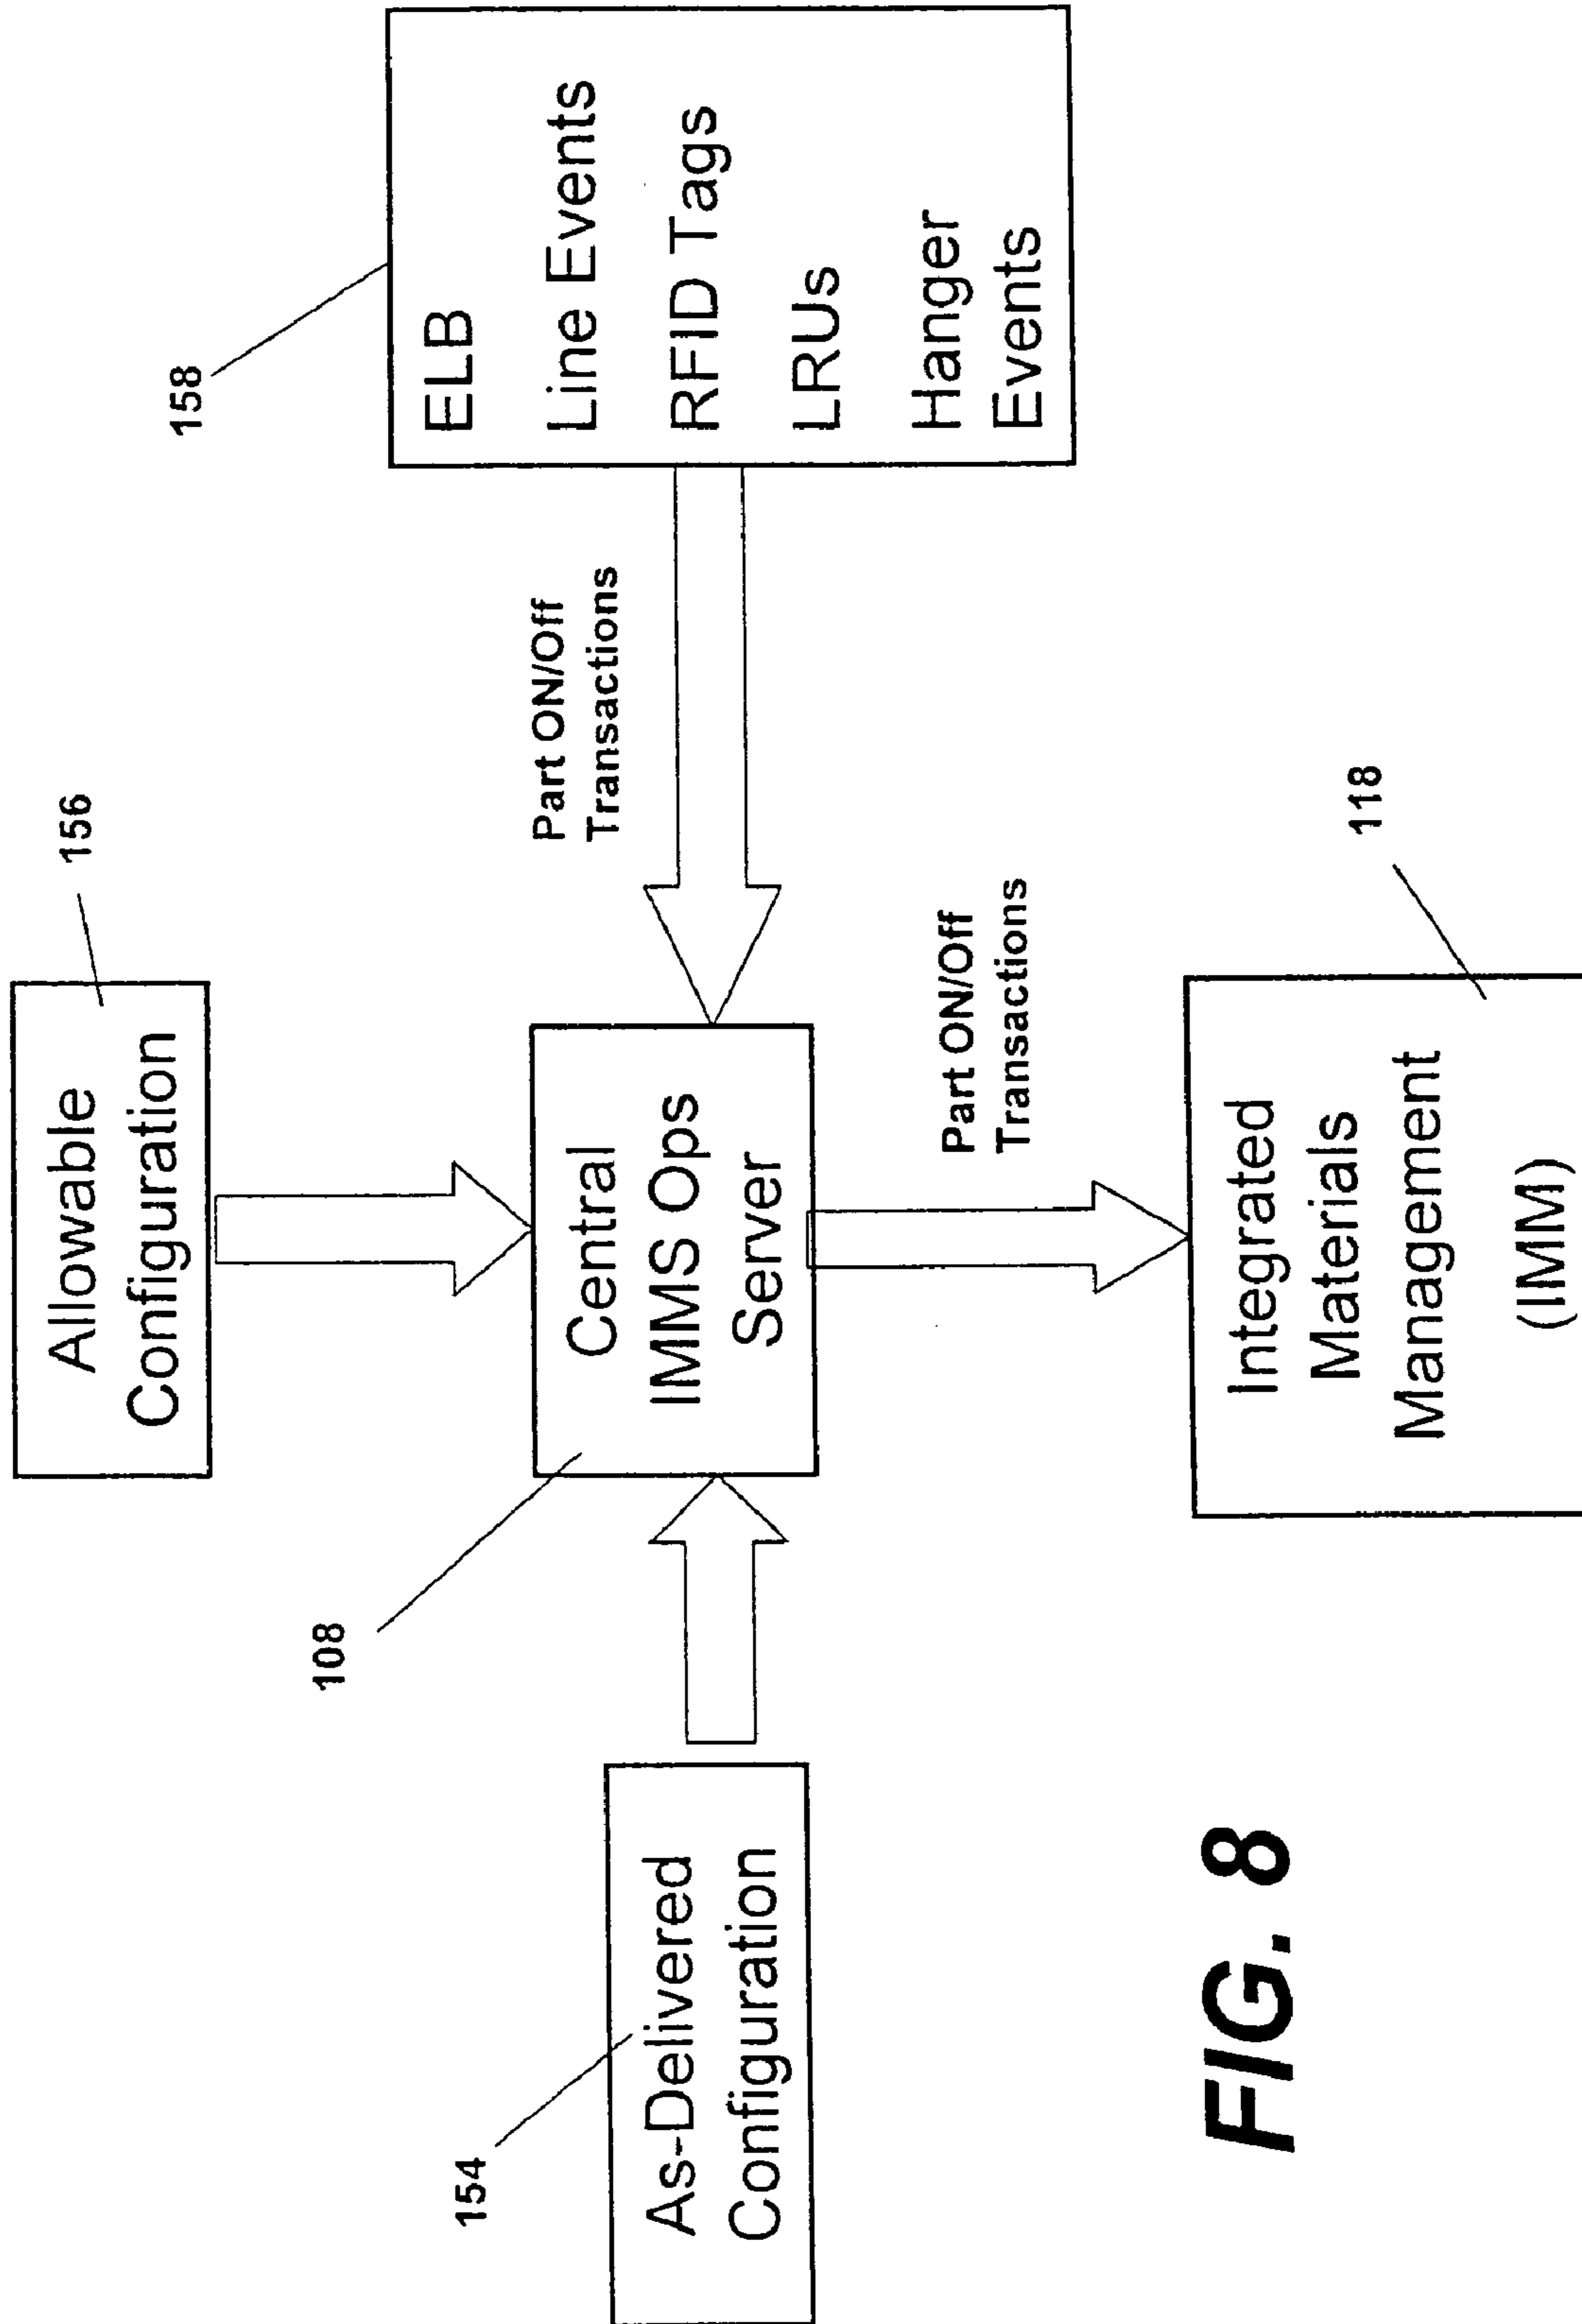 156
Allowable
Configuration
158
ELB
Line Events
RFID Tags
LRUs
Hanger
Events
Part ON/Off
Transactions
108
Central
IMMS Ops
Server
154
As-Delivered
Configuration
Part ON/Off
Transactions
118
Integrated
Materials
Management
(IMM)
FIG. 8